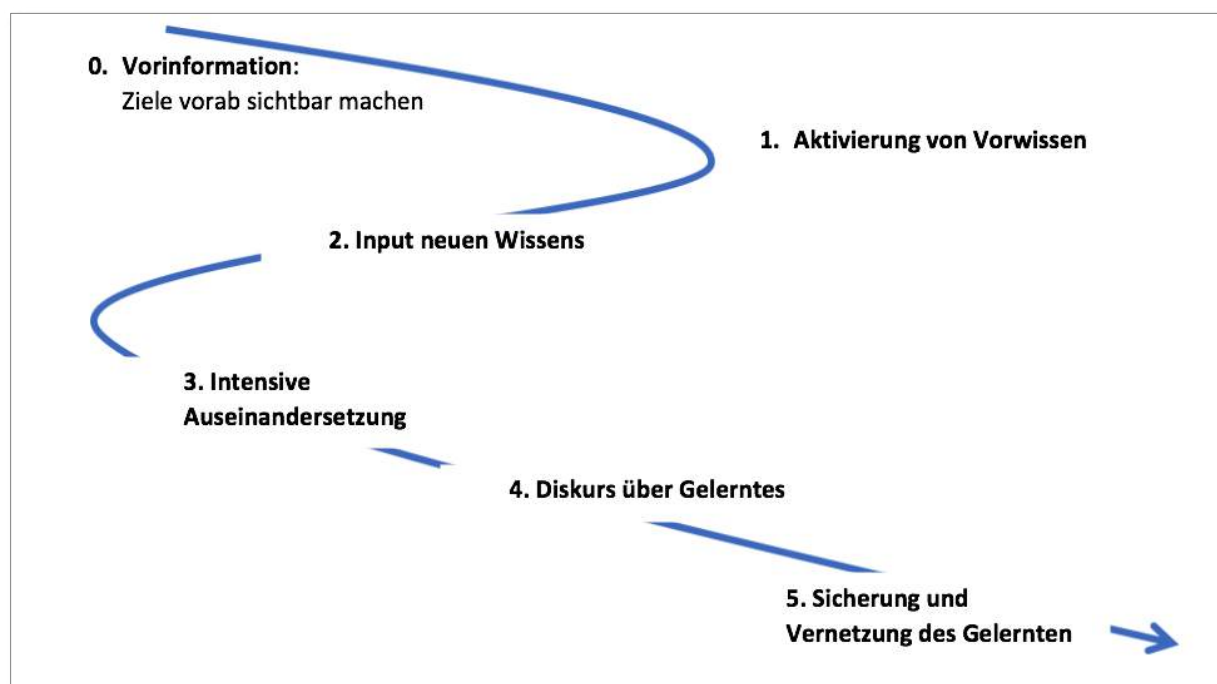 0. Vorinformation:
Ziele vorab sichtbar machen
1. Aktivierung von Vorwissen
2. Input neuen Wissens
3. Intensive
Auseinandersetzung
4. Diskurs über Gelerntes
5. Sicherung und
Vernetzung des Gelernten